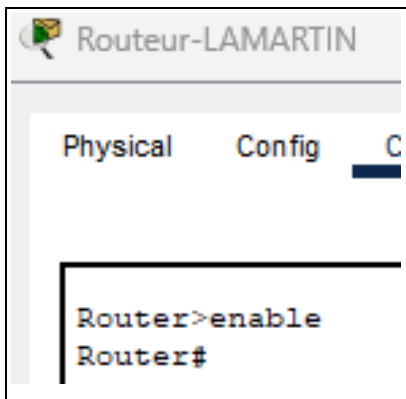 Routeur-LAMARTIN
Physical Config C
Router>enable
Router#